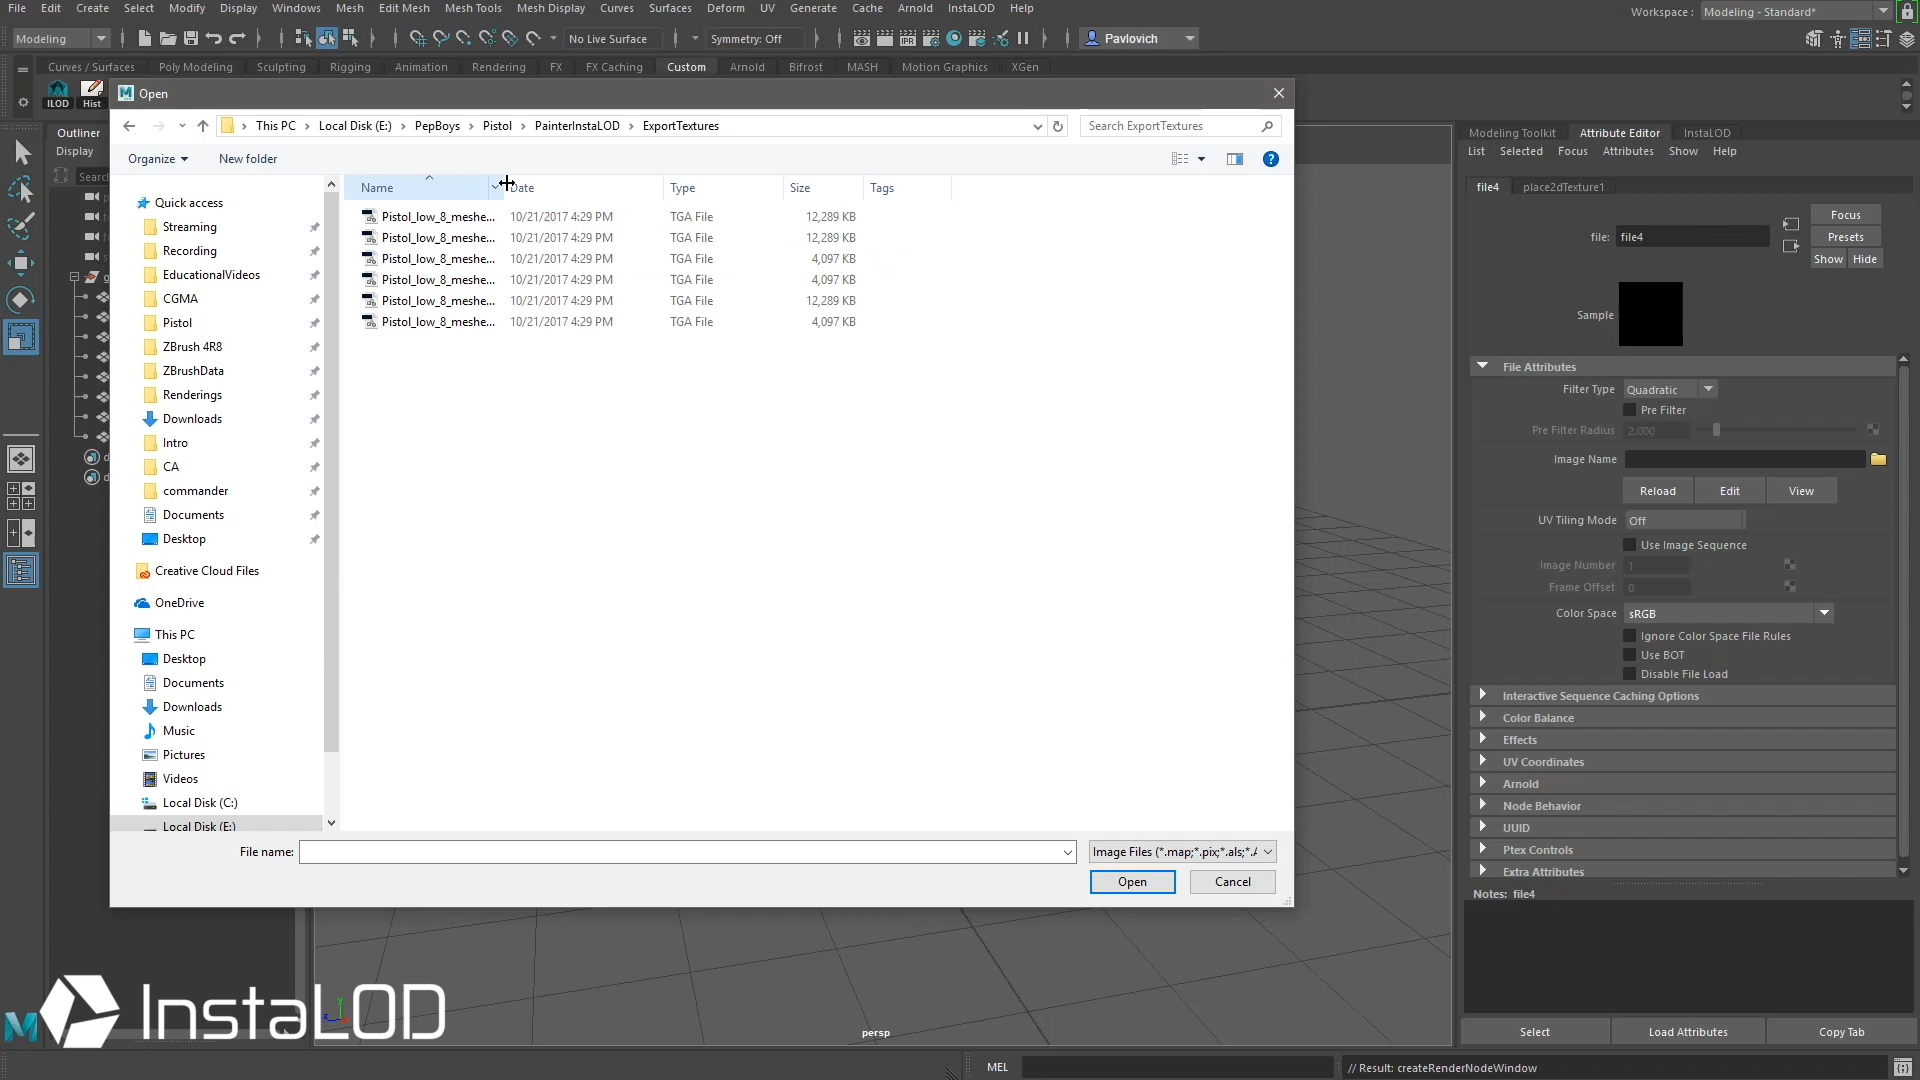 File Edit Create Select Modify Display Windows Mesh Edit Mesh Mesh Tools Mesh Display Curves Surfaces Deform UV Generate Cache Arnold InstaLOD Help
Workspace : Modeling - Standard*
Modeling No Live Surface Symmetry: Off Pavlovich
Curves / Surfaces Poly Modeling Sculpting Rigging Animation Rendering FX FX Caching Custom Arnold Bifrost MASH Motion Graphics XGen
ILOD Hist
Open
Outliner
Display
Search
This PC Local Disk (E:) PepBoys Pistol PainterInstaLOD ExportTextures
Search ExportTextures
Organize New folder
Name Date Type Size Tags
Pistol_low_8_meshe... 10/21/2017 4:29 PM TGA File 12,289 KB
Pistol_low_8_meshe... 10/21/2017 4:29 PM TGA File 12,289 KB
Pistol_low_8_meshe... 10/21/2017 4:29 PM TGA File 4,097 KB
Pistol_low_8_meshe... 10/21/2017 4:29 PM TGA File 4,097 KB
Pistol_low_8_meshe... 10/21/2017 4:29 PM TGA File 12,289 KB
Pistol_low_8_meshe... 10/21/2017 4:29 PM TGA File 4,097 KB
Quick access
Streaming
Recording
EducationalVideos
CGMA
Pistol
ZBrush 4R8
ZBrushData
Renderings
Downloads
Intro
CA
commander
Documents
Desktop
Creative Cloud Files
OneDrive
This PC
Desktop
Documents
Downloads
Music
Pictures
Videos
Local Disk (C:)
Local Disk (E:)
File name:
Image Files (*.map;*.pix;*.als;*.
Open Cancel
Modeling Toolkit Attribute Editor InstaLOD
List Selected Focus Attributes Show Help
file4 place2dTexture1
Focus
file: file4
Presets
Show Hide
Sample
File Attributes
Filter Type Quadratic
Pre Filter
Pre Filter Radius 2.000
Image Name
Reload Edit View
UV Tiling Mode Off
Use Image Sequence
Image Number 1
Frame Offset 0
Color Space sRGB
Ignore Color Space File Rules
Use BOT
Disable File Load
Interactive Sequence Caching Options
Color Balance
Effects
UV Coordinates
Arnold
Node Behavior
UUID
Ptex Controls
Extra Attributes
Notes: file4
Select Load Attributes Copy Tab
InstaLOD
persp
MEL
// Result: createRenderNodeWindow